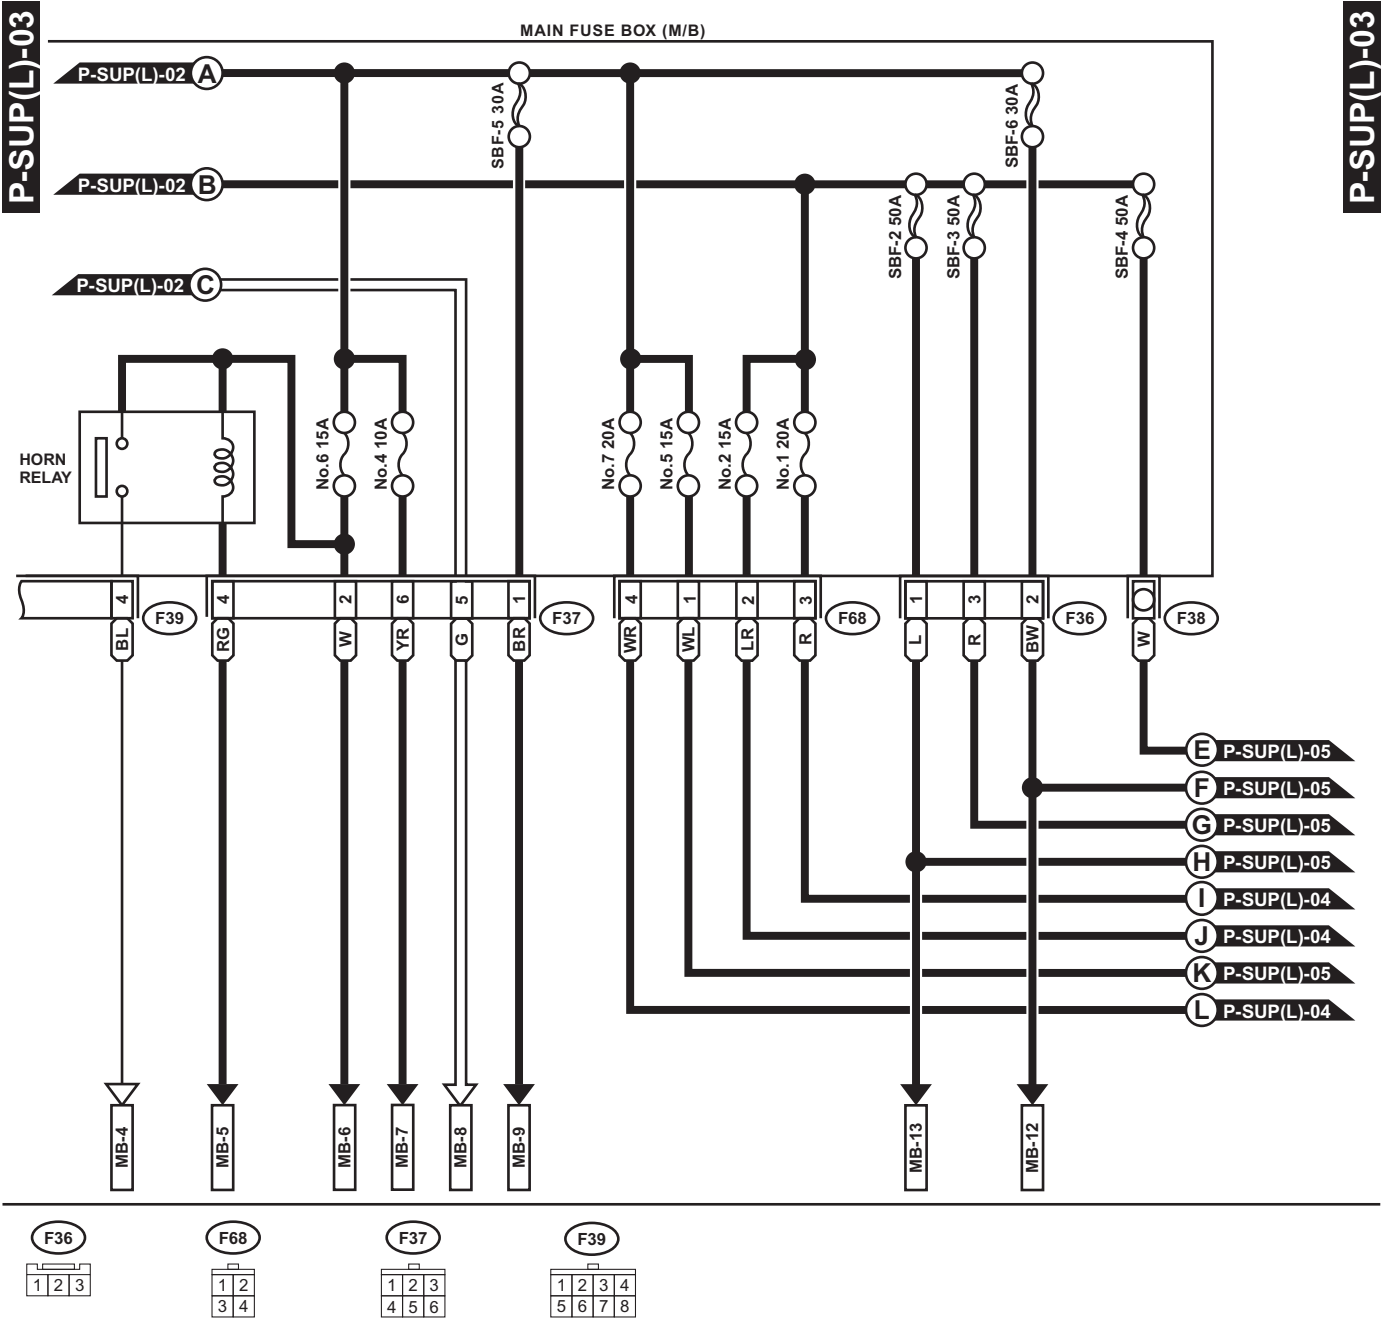 P-SUP(L)-03
P-SUP(L)-03
MAIN FUSE BOX (M/B)
P-SUP(L)-02 A
SBF-5 30A
SBF-6 30A
P-SUP(L)-02 B
SBF-2 50A
SBF-3 50A
SBF-4 50A
P-SUP(L)-02 C
HORN
RELAY
No.6 15A
No.4 10A
No.7 20A
No.5 15A
No.2 15A
No.1 20A
4 F39 4 2 6 5 1 F37 4 1 2 3 F68 1 3 2 F36 F38
BL RG W YR G BR WR WL LR R L R BW W
E P-SUP(L)-05
F P-SUP(L)-05
G P-SUP(L)-05
H P-SUP(L)-05
I P-SUP(L)-04
J P-SUP(L)-04
K P-SUP(L)-05
L P-SUP(L)-04
MB-4 MB-5 MB-6 MB-7 MB-8 MB-9 MB-13 MB-12
F36 F68 F37 F39
1 2 3
1 2
3 4
1 2 3
4 5 6
1 2 3 4
5 6 7 8